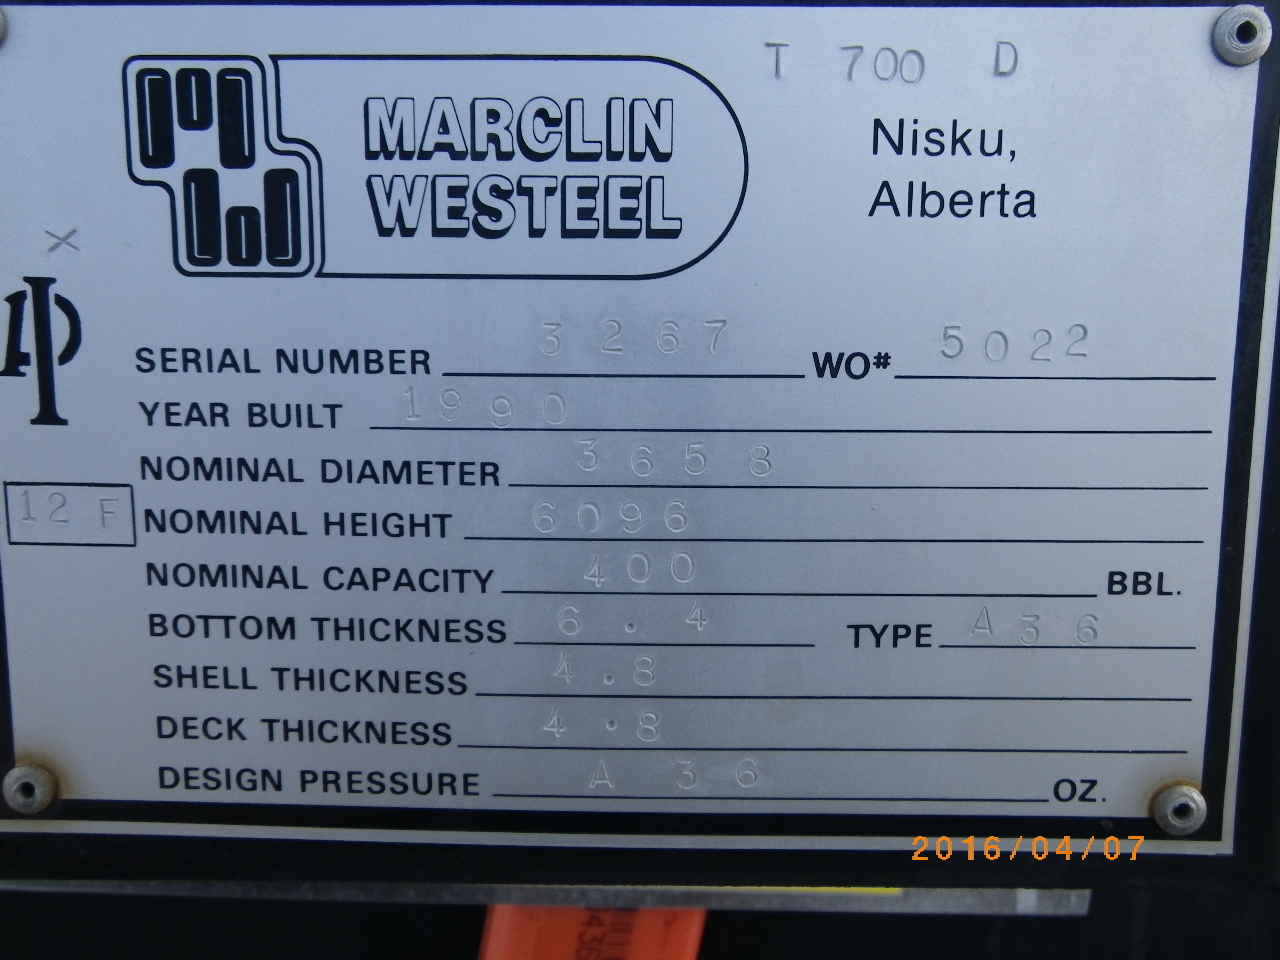 T 700 D
MARCLIN
WESTEEL
Nisku,
Alberta
API
SERIAL NUMBER 3267 WO# 5022
YEAR BUILT 1990
NOMINAL DIAMETER 3658
12 F
NOMINAL HEIGHT 6096
NOMINAL CAPACITY 400 BBL.
BOTTOM THICKNESS 6.4 TYPE A36
SHELL THICKNESS 4.8
DECK THICKNESS 4.8
DESIGN PRESSURE A 36 OZ.
2016/04/07